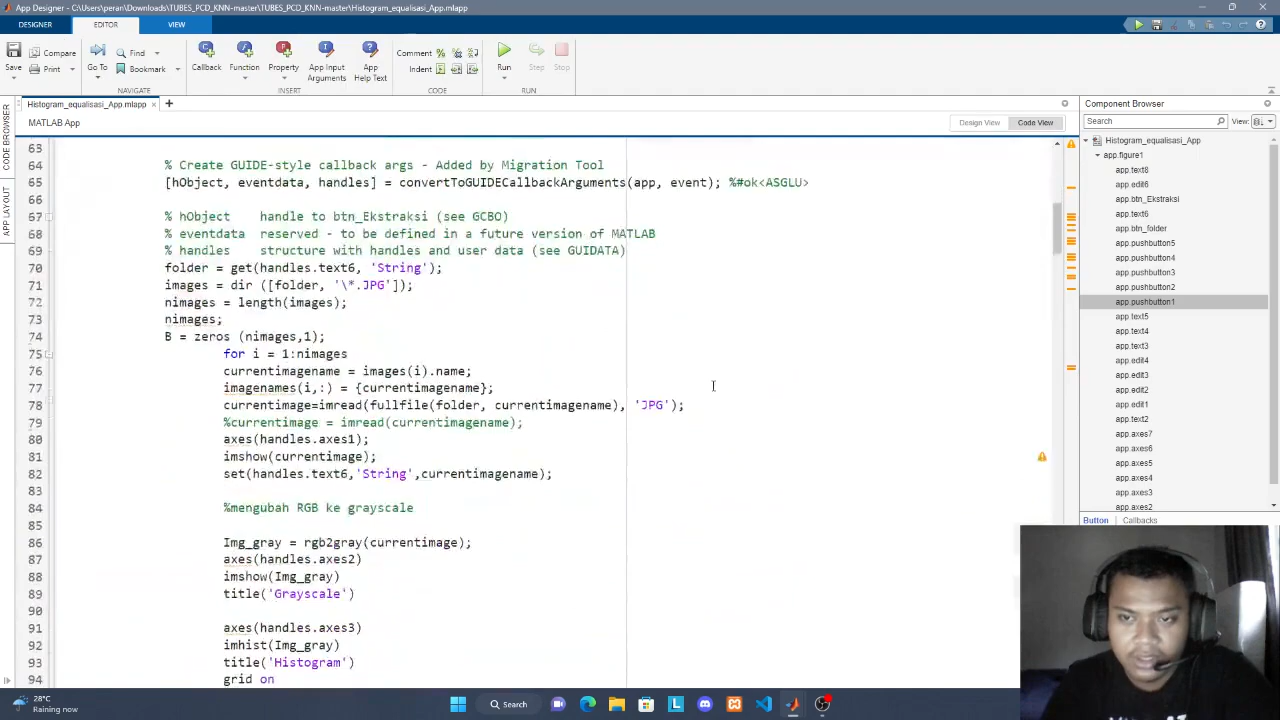 App Designer - C:\Users\peran\Downloads\TUBES_PCD_KNN-master\TUBES_PCD_KNN-master\Histogram_equalisasi_App.mlapp
DESIGNER EDITOR VIEW
Save Compare Print Go To Find Bookmark Callback Function Property App Input Arguments App Help Text Comment Indent Run Step Stop
NAVIGATE INSERT CODE RUN
Histogram_equalisasi_App.mlapp
MATLAB App Design View Code View
CODE BROWSER
APP LAYOUT
63
64 % Create GUIDE-style callback args - Added by Migration Tool
65 [hObject, eventdata, handles] = convertToGUIDECallbackArguments(app, event); %#ok<ASGLU>
66
67 % hObject    handle to btn_Ekstraksi (see GCBO)
68 % eventdata  reserved - to be defined in a future version of MATLAB
69 % handles    structure with handles and user data (see GUIDATA)
70 folder = get(handles.text6, 'String');
71 images = dir ([folder, '\*.JPG']);
72 nimages = length(images);
73 nimages;
74 B = zeros (nimages,1);
75 for i = 1:nimages
76 currentimagename = images(i).name;
77 imagenames(i,:) = {currentimagename};
78 currentimage=imread(fullfile(folder, currentimagename), 'JPG');
79 %currentimage = imread(currentimagename);
80 axes(handles.axes1);
81 imshow(currentimage);
82 set(handles.text6,'String',currentimagename);
83
84 %mengubah RGB ke grayscale
85
86 Img_gray = rgb2gray(currentimage);
87 axes(handles.axes2)
88 imshow(Img_gray)
89 title('Grayscale')
90
91 axes(handles.axes3)
92 imhist(Img_gray)
93 title('Histogram')
94 grid on
Component Browser
Search View:
Histogram_equalisasi_App
app.figure1
app.text8
app.edit6
app.btn_Ekstraksi
app.text6
app.btn_folder
app.pushbutton5
app.pushbutton4
app.pushbutton3
app.pushbutton2
app.pushbutton1
app.text5
app.text4
app.text3
app.edit4
app.edit3
app.edit2
app.edit1
app.text2
app.axes7
app.axes6
app.axes5
app.axes4
app.axes3
app.axes2
Button Callbacks
28°C
Raining now
Search